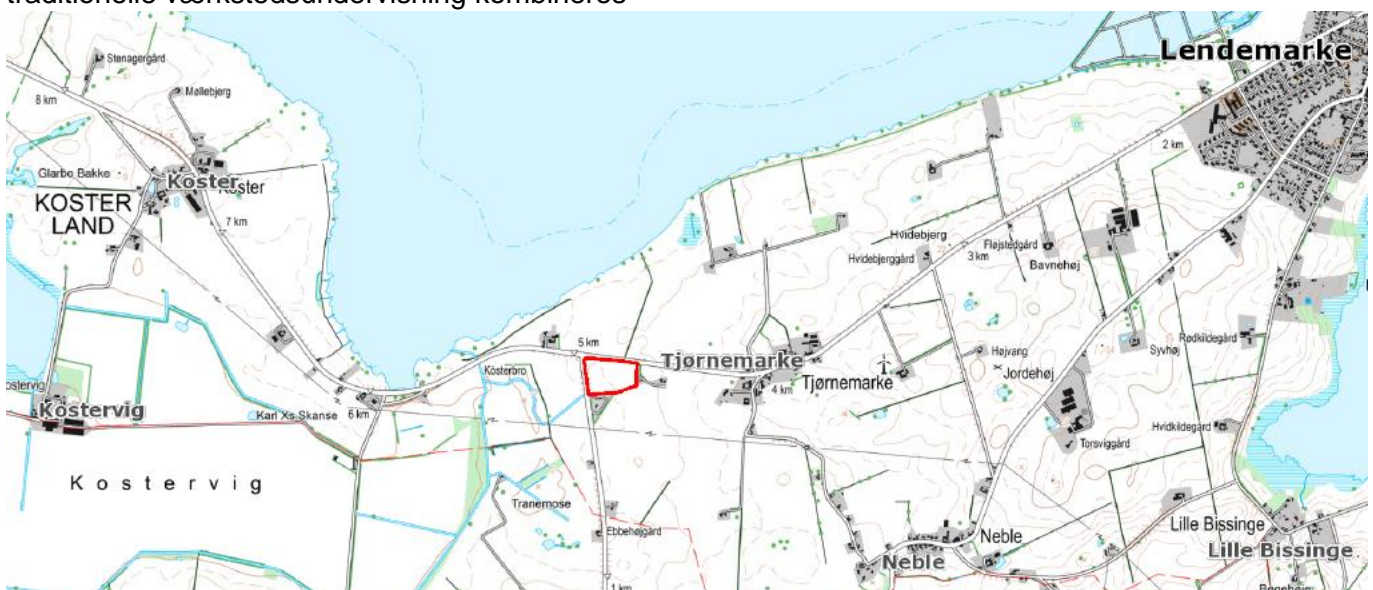 traditionelle værkstedsundervisning kombineres
Lendemarke
Stenagergård
8 km
Møllebjerg
2 km
Glarbo Bakke
Koster
Koster
KOSTER
LAND
7 km
Hvidebjerg
Fløjstedgård
Hvidebjerggård
3 km
Bavnehøj
Rødkildegård
5 km
Syvhøj
Højvang
Kosterbro
Tjørnemarke
Tjørnemarke
Jordehøj
4 km
ostervig
Kostervig
Karl Xs Skanse
6 km
Hvidkildegård
Torsviggård
Kostervig
Tranemose
Ebbehøjgård
Lille Bissinge
Neble
Lille Bissinge
Neble
1 km